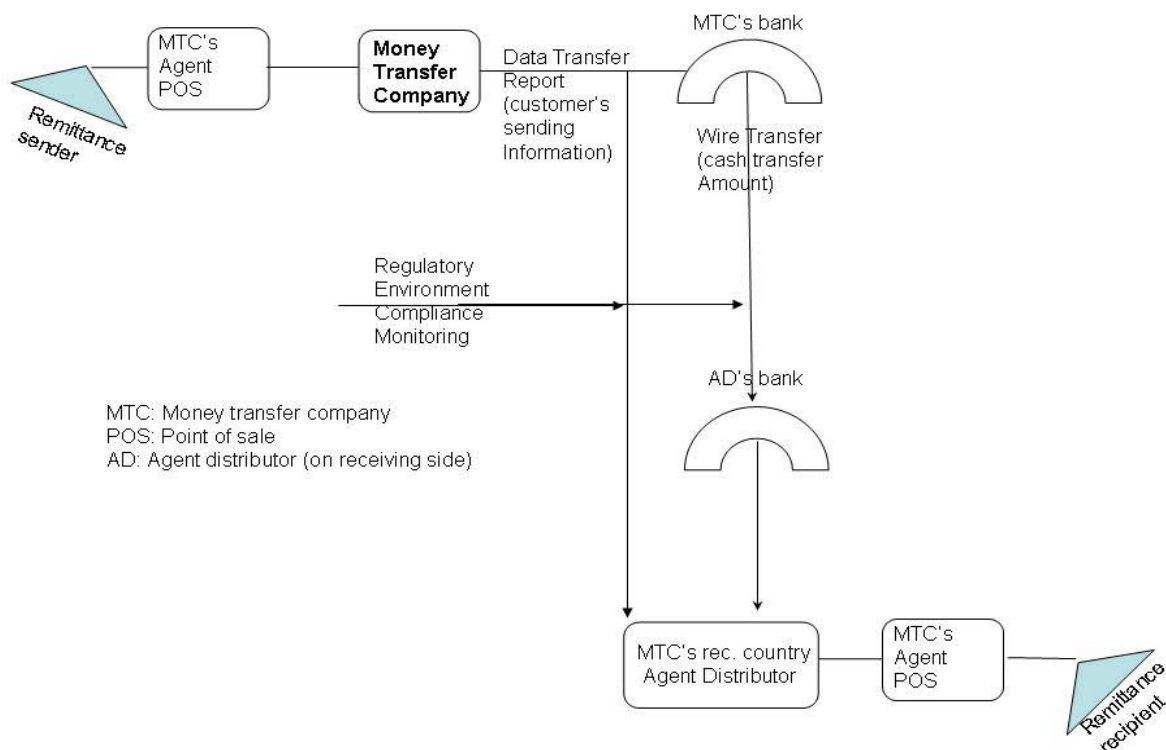 MTC's
Agent
POS
Remittance
sender
Money
Transfer
Company
Data Transfer
Report
(customer's
sending
Information)
MTC's bank
Wire Transfer
(cash transfer
Amount)
Regulatory
Environment
Compliance
Monitoring
AD's bank
MTC: Money transfer company
POS: Point of sale
AD: Agent distributor (on receiving side)
MTC's rec. country
Agent Distributor
MTC's
Agent
POS
Remittance
recipient